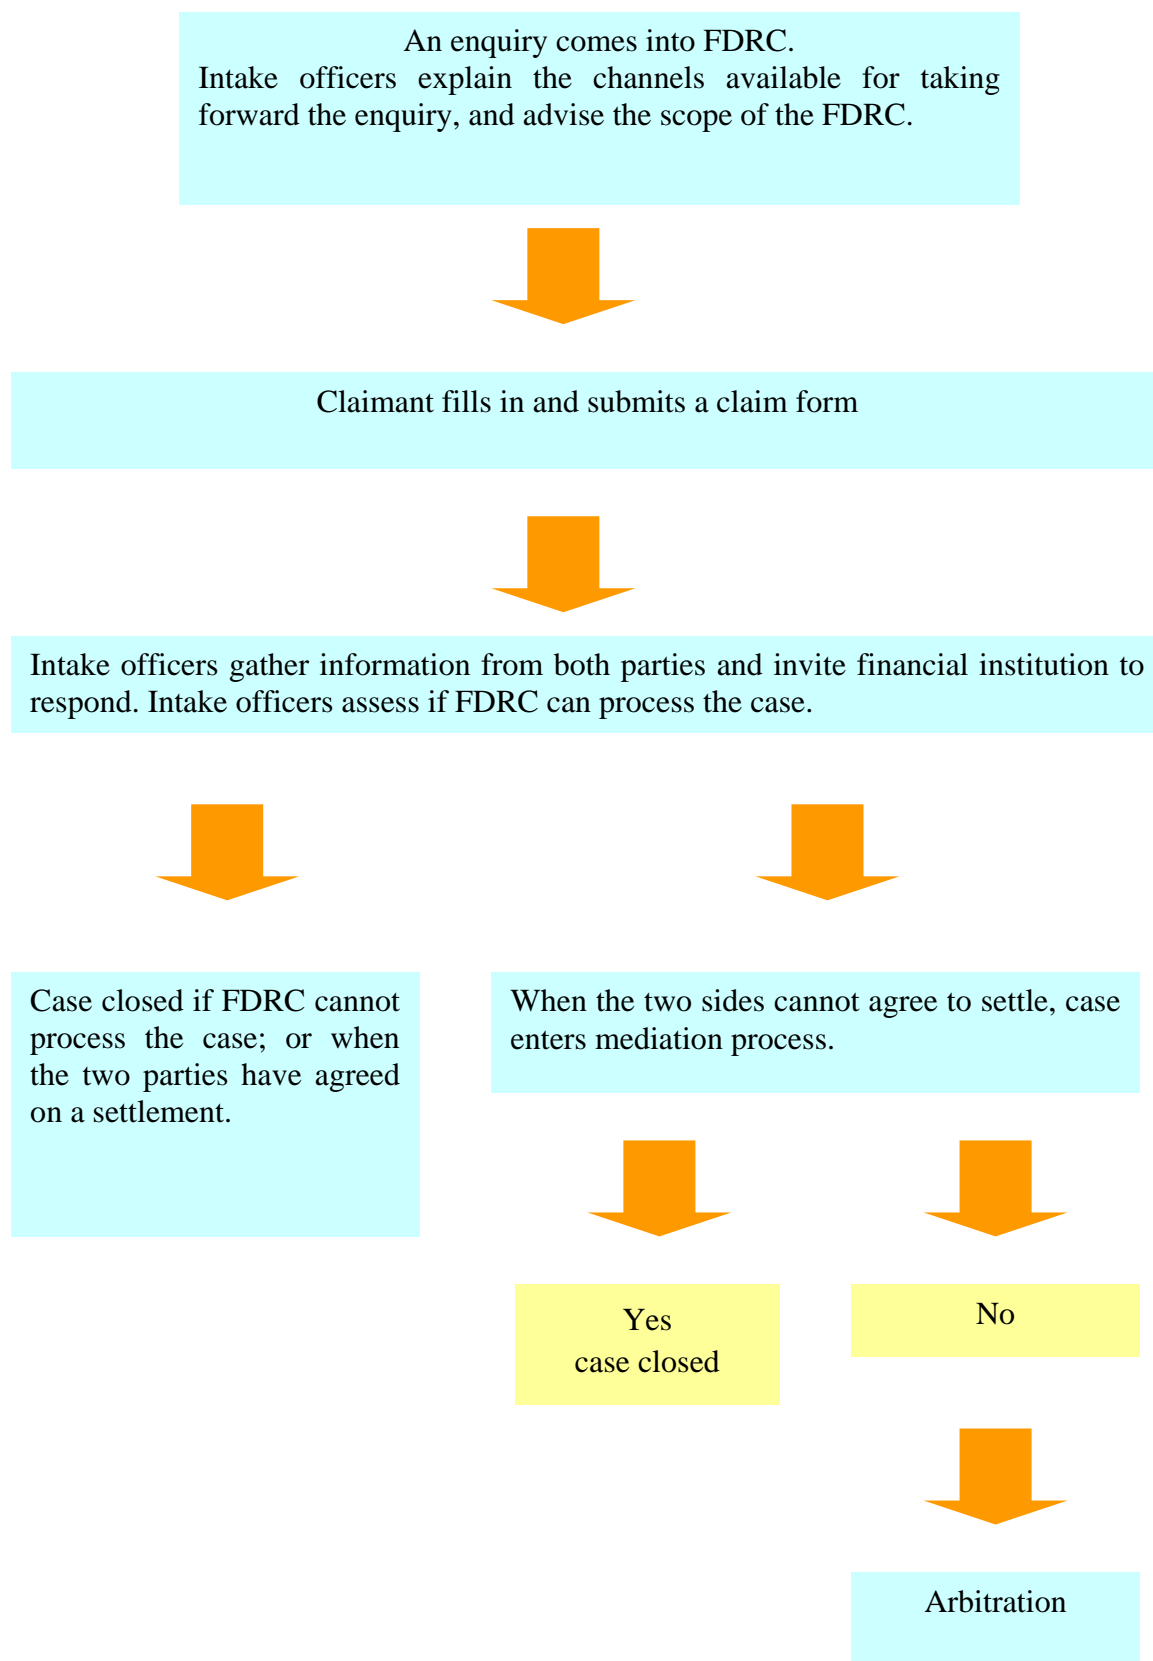 An enquiry comes into FDRC.
Intake officers explain the channels available for taking
forward the enquiry, and advise the scope of the FDRC.
Claimant fills in and submits a claim form
Intake officers gather information from both parties and invite financial institution to
respond. Intake officers assess if FDRC can process the case.
Case closed if FDRC cannot
process the case; or when
the two parties have agreed
on a settlement.
When the two sides cannot agree to settle, case
enters mediation process.
Yes
case closed
No
Arbitration